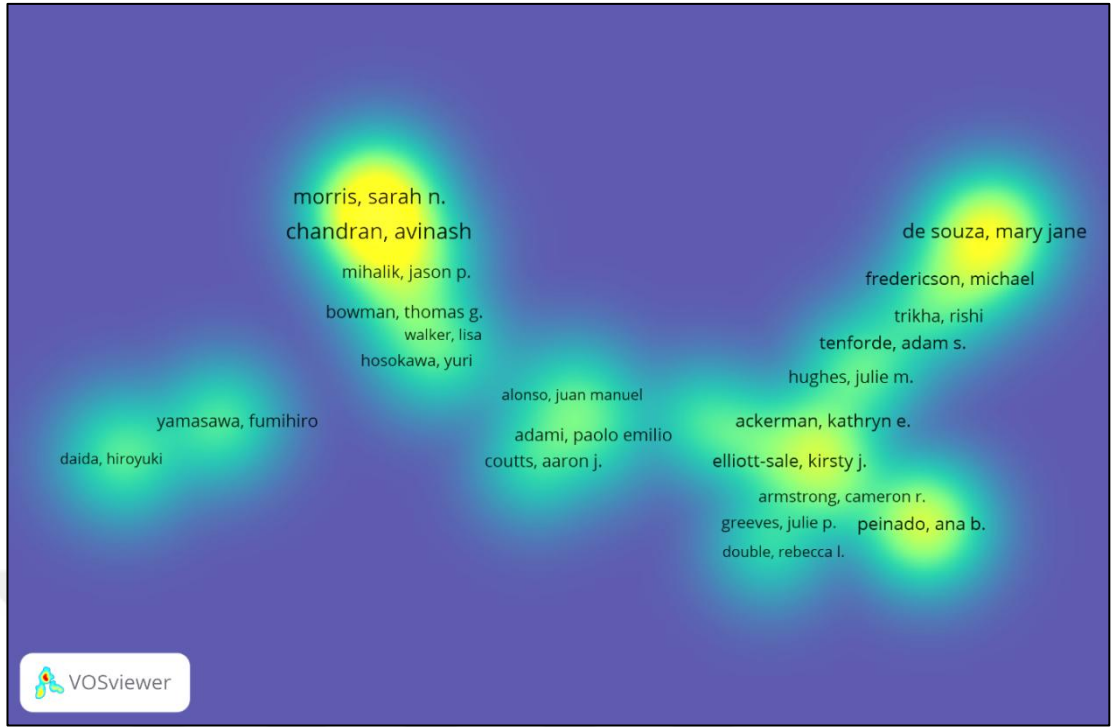 morris, sarah n.
chandran, avinash
mihalik, jason p.
bowman, thomas g.
walker, lisa
hosokawa, yuri
yamasawa, fumihiro
daida, hiroyuki
alonso, juan manuel
adami, paolo emilio
coutts, aaron j.
de souza, mary jane
fredericson, michael
trikha, rishi
tenforde, adam s.
hughes, julie m.
ackerman, kathryn e.
elliott-sale, kirsty j.
armstrong, cameron r.
greeves, julie p.
peinado, ana b.
double, rebecca l.
VOSviewer